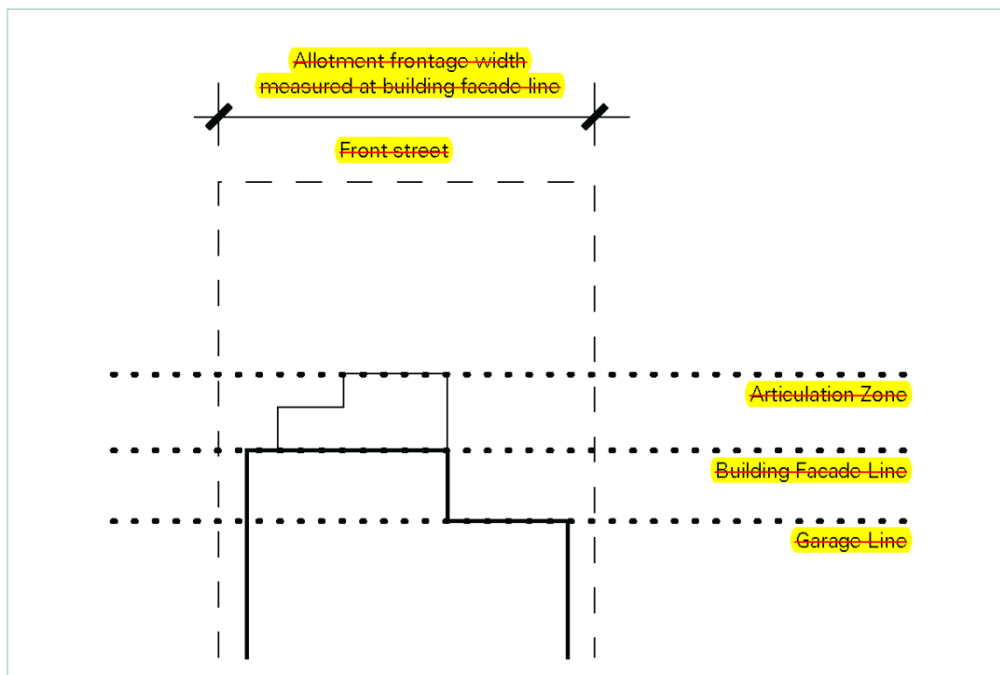 Allotment frontage width
measured at building facade line
Front street
Articulation Zone
Building Facade Line
Garage Line